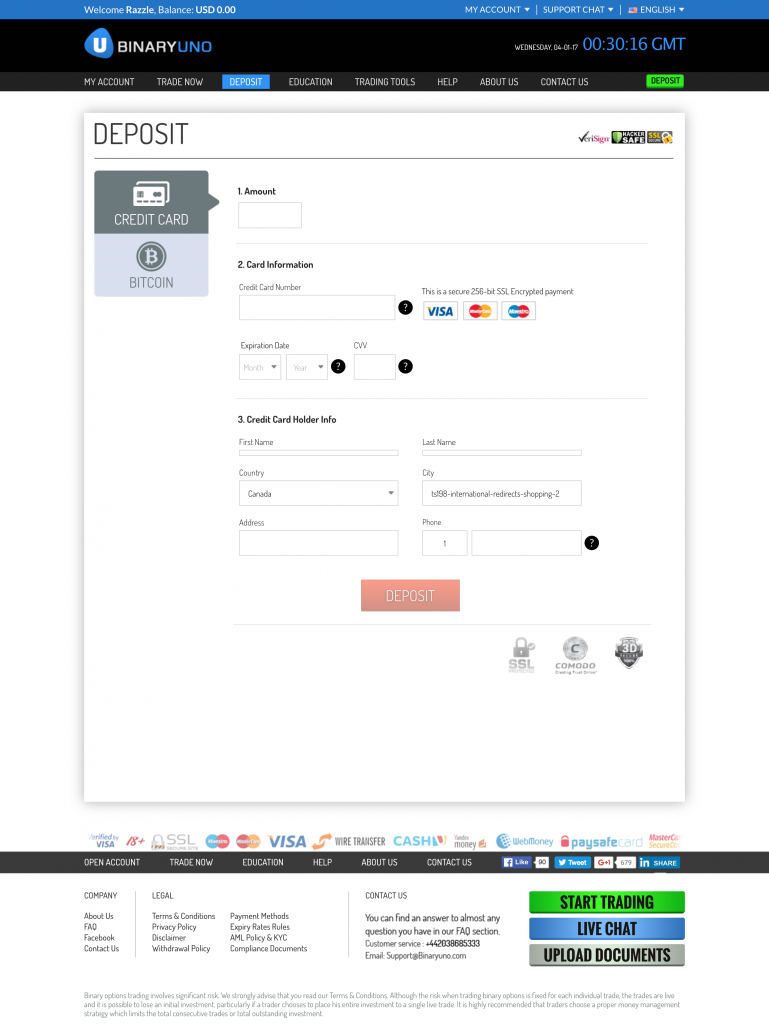 Welcome Razzle, Balance: USD 0.00
MY ACCOUNT
SUPPORT CHAT
ENGLISH
U BINARYUNO
WEDNESDAY, 04-01-17 00:30:16 GMT
MY ACCOUNT
TRADE NOW
DEPOSIT
EDUCATION
TRADING TOOLS
HELP
ABOUT US
CONTACT US
DEPOSIT
DEPOSIT
VeriSign
HACKER SAFE
SSL SECURE
CREDIT CARD
BITCOIN
1. Amount
2. Card Information
Credit Card Number
This is a secure 256-bit SSL Encrypted payment
?
VISA
MasterCard
Maestro
Expiration Date
CVV
Month
Year
?
?
3. Credit Card Holder Info
First Name
Last Name
Country
City
Canada
ts198-international-redirects-shopping-2
Address
Phone
1
?
DEPOSIT
SSL
COMODO
Creating Trust Online
3D
SECURE
100%
Verified by VISA
18+
SSL
SECURE SITE
Maestro
MasterCard
VISA
WIRE TRANSFER
CASHU
Yandex money
WebMoney
paysafecard
MasterCa
SecureCo
OPEN ACCOUNT
TRADE NOW
EDUCATION
HELP
ABOUT US
CONTACT US
Like 90
Tweet
G+1 679
in SHARE
COMPANY
About Us
FAQ
Facebook
Contact Us
LEGAL
Terms & Conditions
Privacy Policy
Disclaimer
Withdrawal Policy
Payment Methods
Expiry Rates Rules
AML Policy & KYC
Compliance Documents
CONTACT US
You can find an answer to almost any
question you have in our FAQ section.
Customer service : +442038685333
Email: Support@Binaryuno.com
START TRADING
LIVE CHAT
UPLOAD DOCUMENTS
Binary options trading involves significant risk. We strongly advise that you read our Terms & Conditions. Although the risk when trading binary options is fixed for each individual trade, the trades are live
and it is possible to lose an initial investment, particularly if a trader chooses to place his entire investment to a single live trade. It is highly recommended that traders choose a proper money management
strategy which limits the total consecutive trades or total outstanding investment.